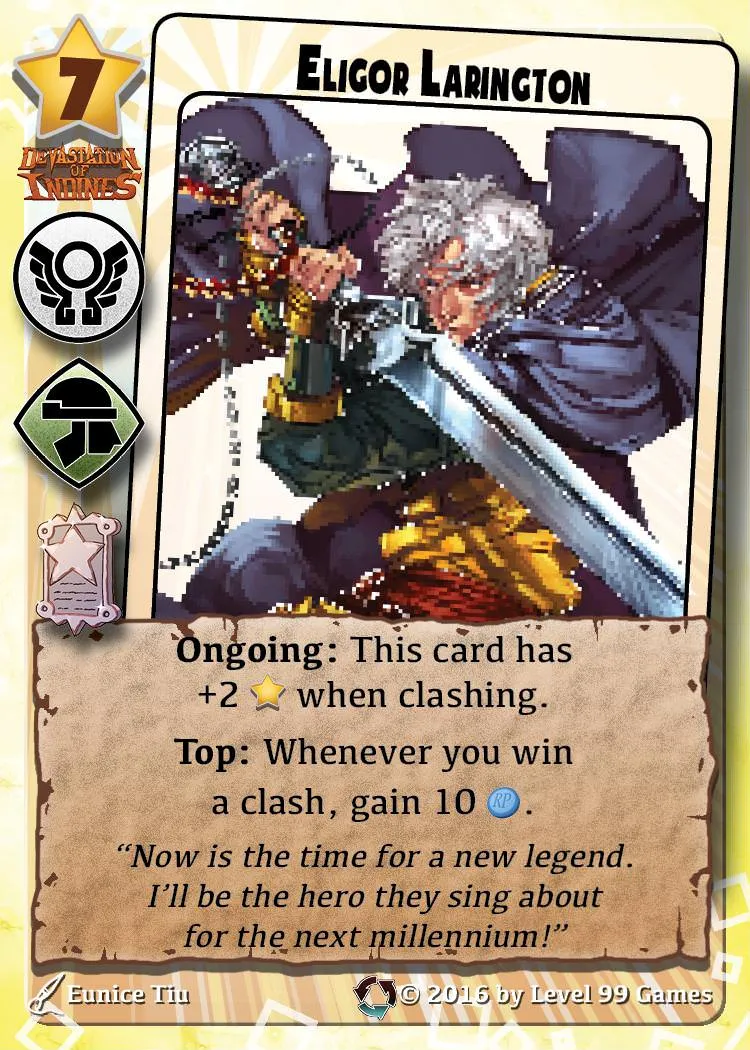 ELIGOR LARINGTON
7
DEVASTATION
OF
INDINES
Ongoing: This card has
+2 when clashing.
Top: Whenever you win
a clash, gain 10 RP.
“Now is the time for a new legend.
I’ll be the hero they sing about
for the next millennium!”
Eunice Tiu
© 2016 by Level 99 Games